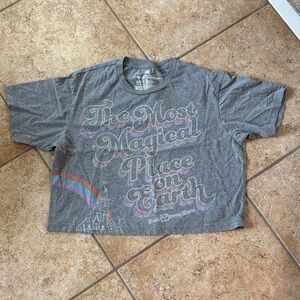 The Most
Magical
Place
on
Earth
Walt Disney World